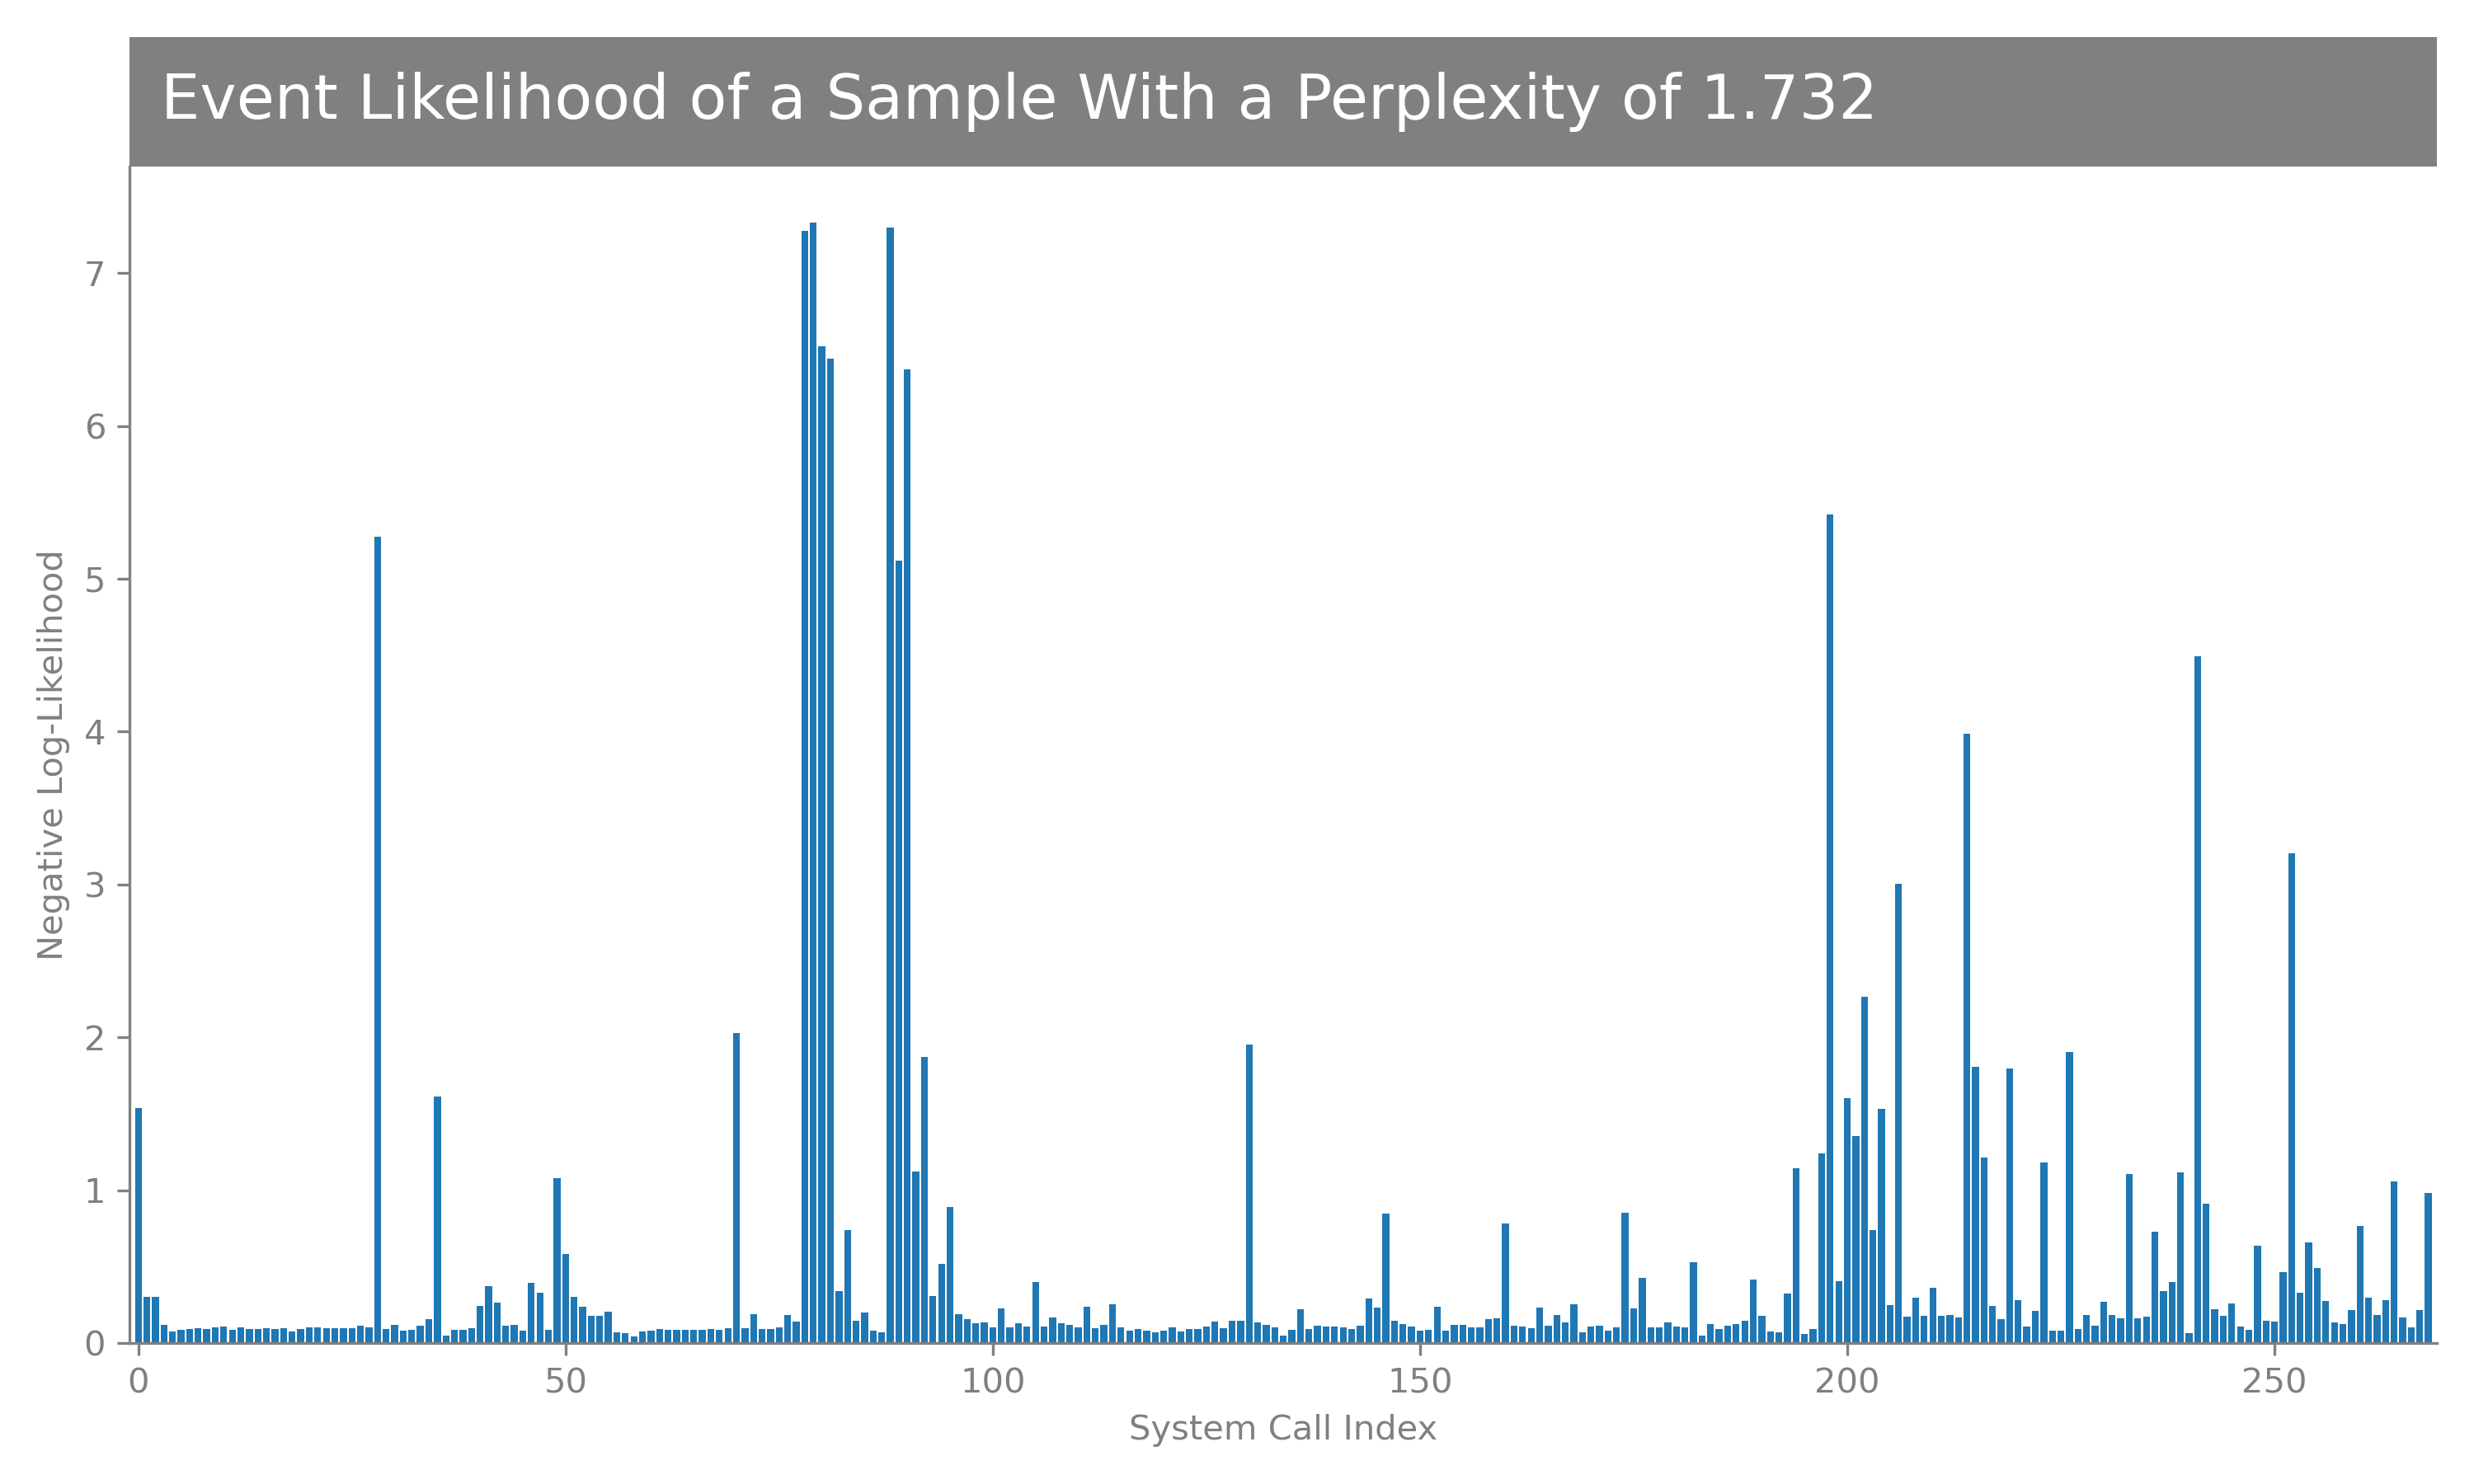 Event Likelihood of a Sample With a Perplexity of 1.732
Negative Log-Likelihood
7
6
5
4
3
2
1
0
0 50 100 150 200 250
System Call Index